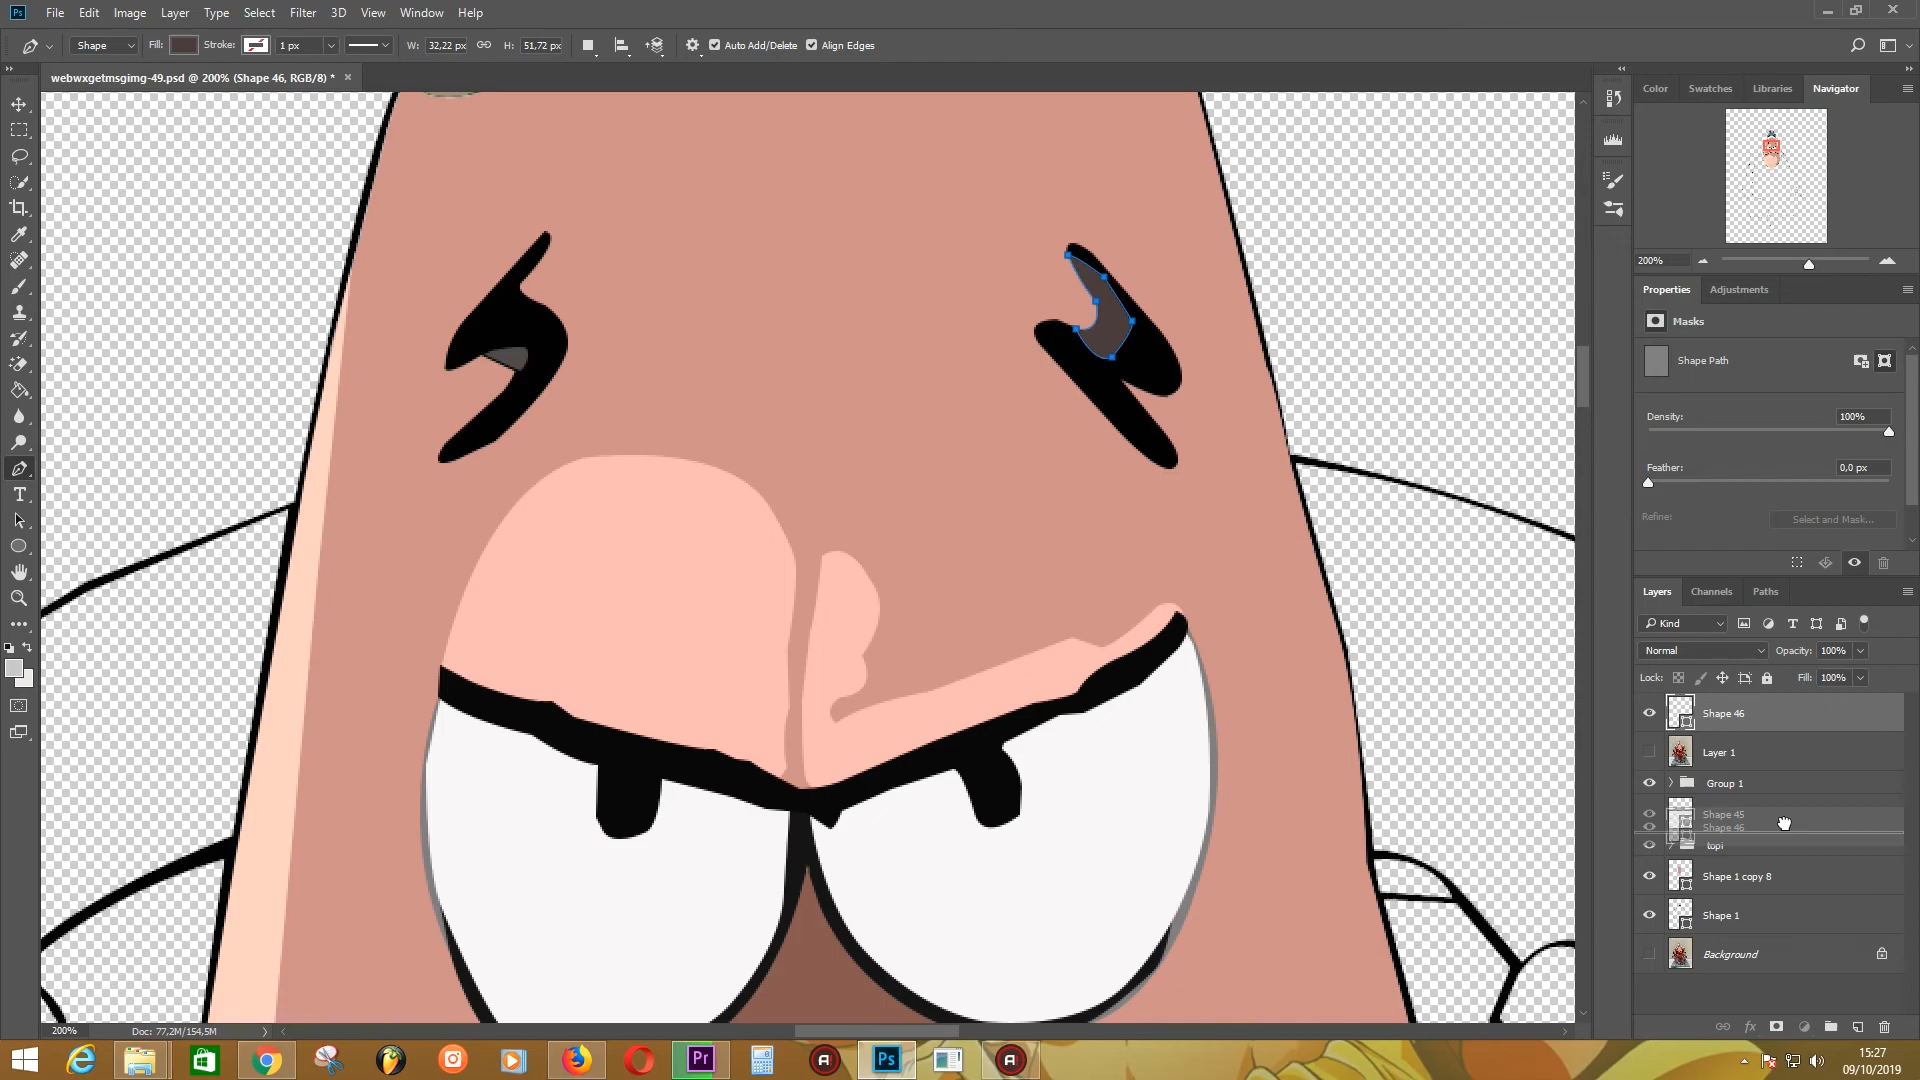 Ps File Edit Image Layer Type Select Filter 3D View Window Help
Shape Fill: Stroke: 1 px W: 32,22 px H: 51,72 px Auto Add/Delete Align Edges
webwxgetmsgimg-49.psd @ 200% (Shape 46, RGB/8) * ×
Color Swatches Libraries Navigator
200%
Properties Adjustments
Masks
Shape Path
Density: 100%
Feather: 0,0 px
Refine: Select and Mask...
Layers Channels Paths
Kind
Normal Opacity: 100%
Lock: Fill: 100%
Shape 46
Layer 1
Group 1
Shape 45
Shape 46
topi
Shape 1 copy 8
Shape 1
Background
fx
200% Doc: 77,2M/154,5M
Pr Ps
15:27
09/10/2019